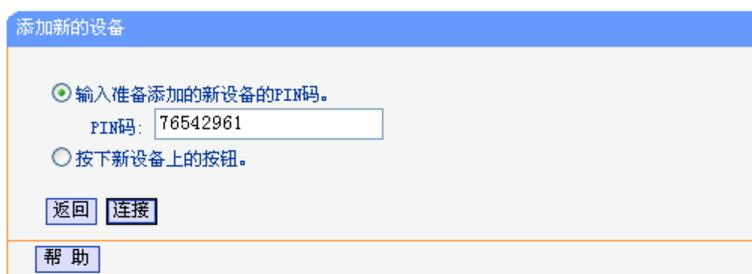 添加新的设备
输入准备添加的新设备的PIN码。
PIN码: 76542961
按下新设备上的按钮。
返回 连接
帮 助